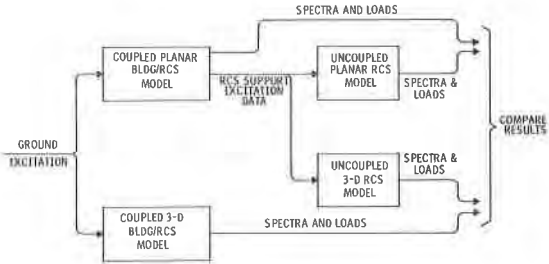 SPECTRA AND LOADS
COUPLED PLANAR
BLDG/RCS
MODEL
UNCOUPLED
PLANAR RCS
MODEL
RCS SUPPORT
EXCITATION
DATA
SPECTRA &
LOADS
COMPARE
RESULTS
GROUND
EXCITATION
UNCOUPLED
3-D RCS
MODEL
SPECTRA &
LOADS
COUPLED 3-D
BLDG/RCS
MODEL
SPECTRA AND LOADS